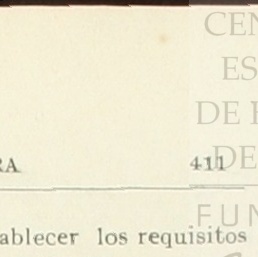 CEN
ES
DE
RA 411 DE
FUN
ablecer los requisitos